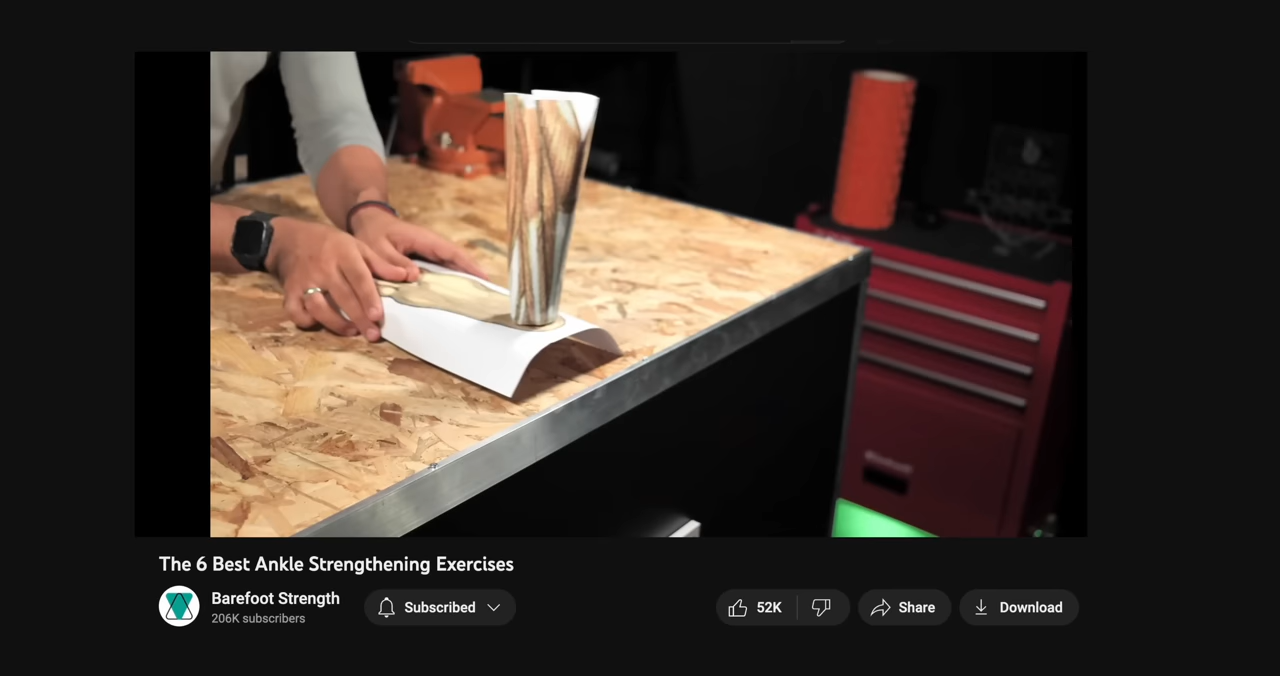 The 6 Best Ankle Strengthening Exercises
Barefoot Strength
206K subscribers
Subscribed
52K
Share
Download